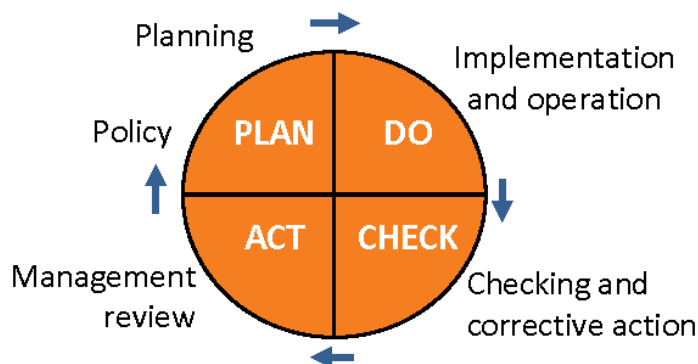 Planning
Implementation
and operation
Policy
PLAN
DO
ACT
CHECK
Management
review
Checking and
corrective action